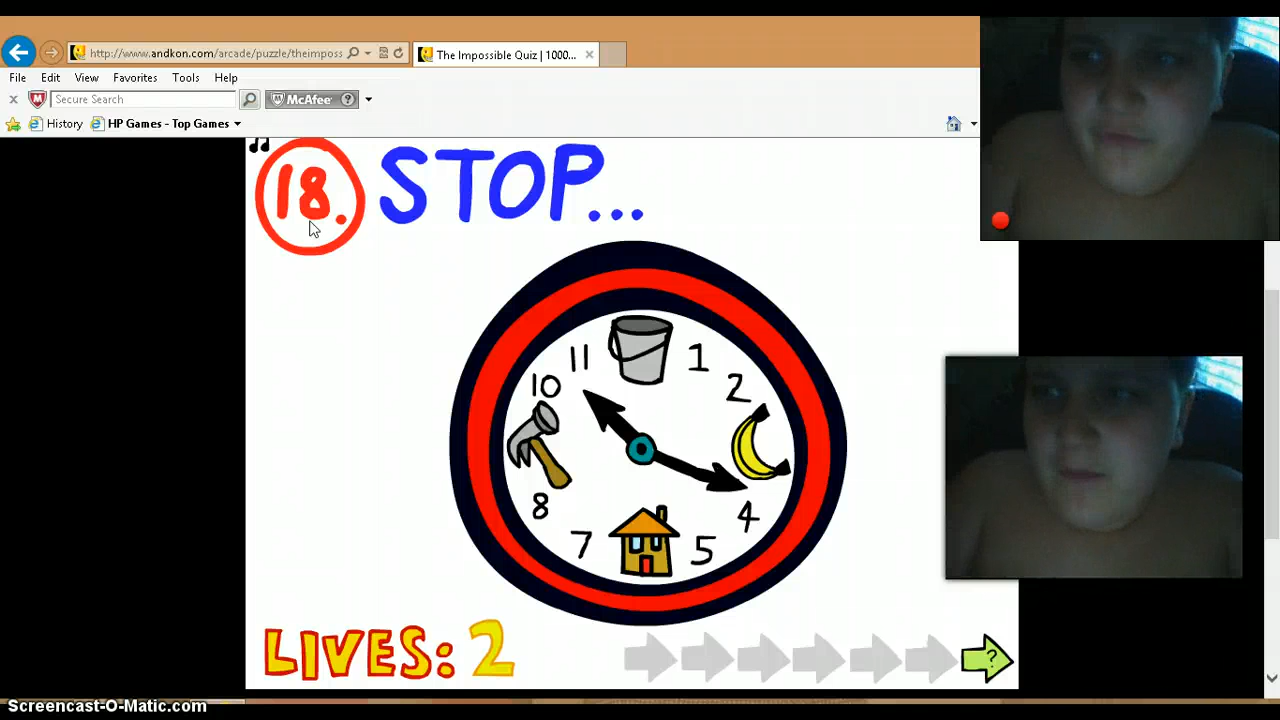 http://www.andkon.com/arcade/puzzle/theimposs
The Impossible Quiz | 1000...
File Edit View Favorites Tools Help
Secure Search McAfee
History HP Games - Top Games
18. STOP...
11 1
10 2
8 4
7 5
LIVES: 2
?
Screencast-O-Matic.com